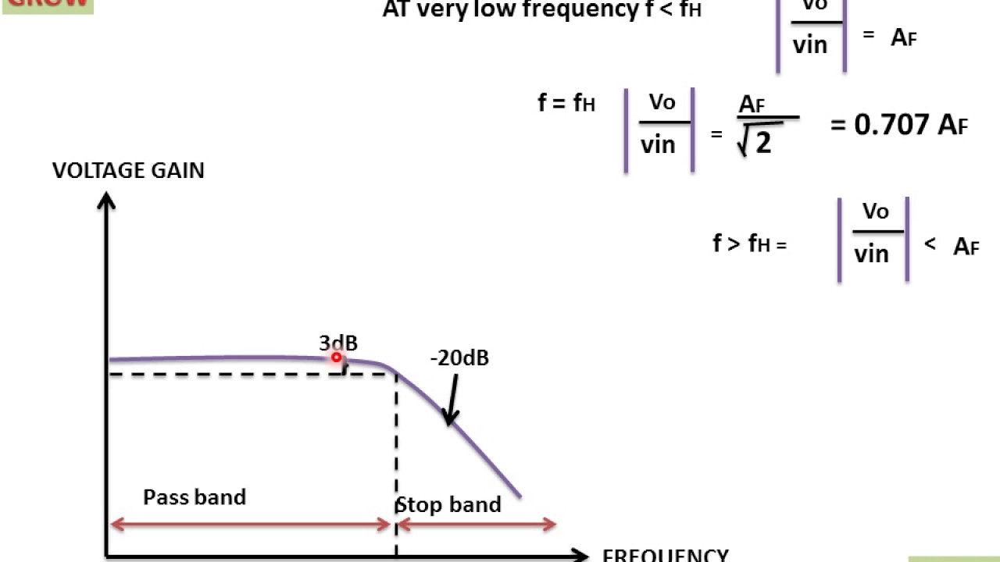 GROW
AT very low frequency f < fH
Vo
vin
= AF
f = fH
Vo
vin
=
AF
√2
= 0.707 AF
VOLTAGE GAIN
f > fH =
Vo
vin
< AF
3dB
-20dB
Pass band
Stop band
FREQUENCY